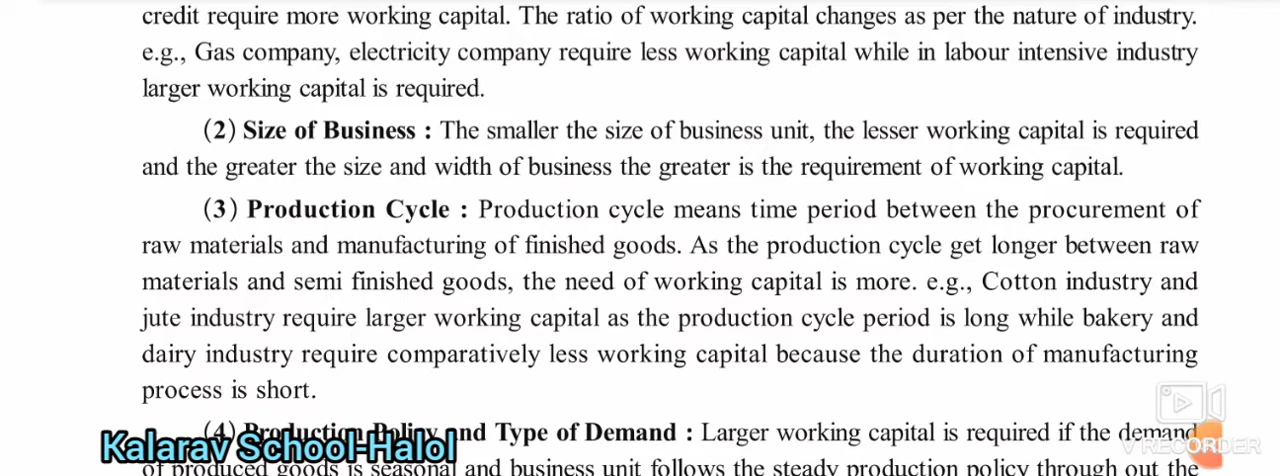 credit require more working capital. The ratio of working capital changes as per the nature of industry.
e.g., Gas company, electricity company require less working capital while in labour intensive industry
larger working capital is required.
(2) Size of Business : The smaller the size of business unit, the lesser working capital is required
and the greater the size and width of business the greater is the requirement of working capital.
(3) Production Cycle : Production cycle means time period between the procurement of
raw materials and manufacturing of finished goods. As the production cycle get longer between raw
materials and semi finished goods, the need of working capital is more. e.g., Cotton industry and
jute industry require larger working capital as the production cycle period is long while bakery and
dairy industry require comparatively less working capital because the duration of manufacturing
process is short.
(4) Production Policy and Type of Demand : Larger working capital is required if the demand
Kalarav School-Halol
V RECORDER
of produced goods is seasonal and business unit follows the steady production policy through out the